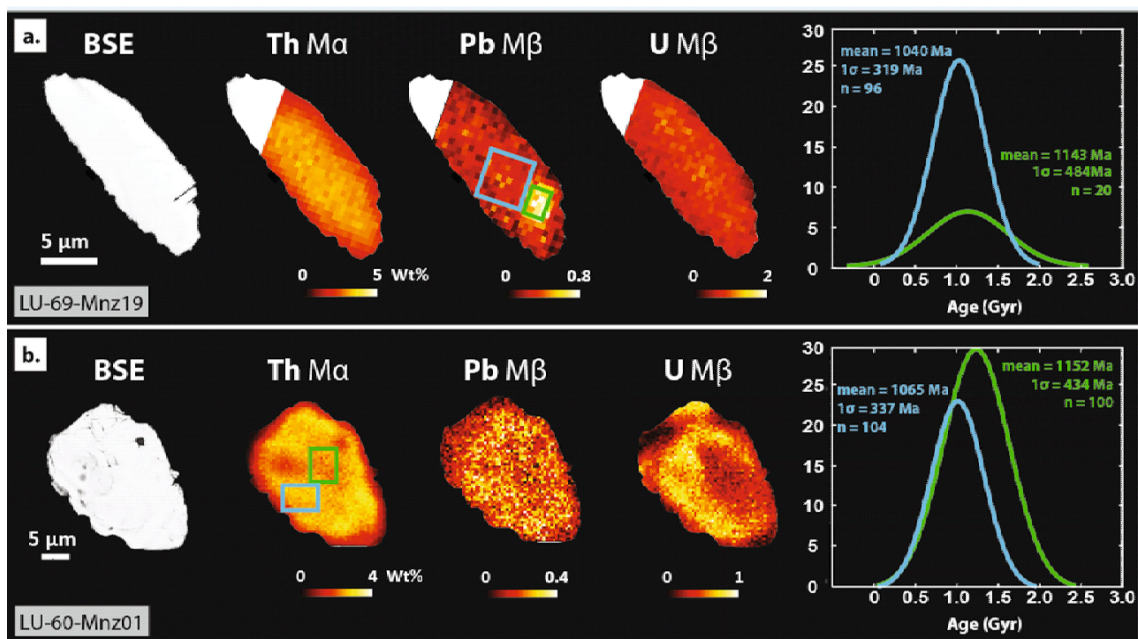 a.
BSE
Th Mα
Pb Mβ
U Mβ
5 µm
0 5 Wt%
0 0.8
0 2
LU-69-Mnz19
30
25
20
15
10
5
0
mean = 1040 Ma
1σ = 319 Ma
n = 96
mean = 1143 Ma
1σ = 484Ma
n = 20
0 0.5 1.0 1.5 2.0 2.5 3.0
Age (Gyr)
b.
BSE
Th Mα
Pb Mβ
U Mβ
5 µm
0 4 Wt%
0 0.4
0 1
LU-60-Mnz01
30
25
20
15
10
5
0
mean = 1065 Ma
1σ = 337 Ma
n = 104
mean = 1152 Ma
1σ = 434 Ma
n = 100
0 0.5 1.0 1.5 2.0 2.5 3.0
Age (Gyr)